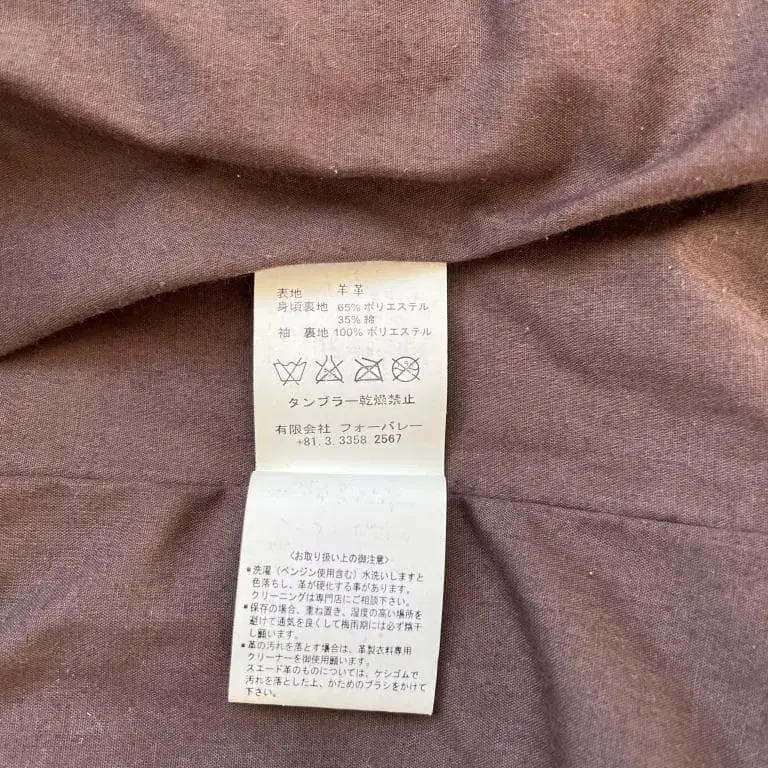 表地 羊革
身頃裏地 65% ポリエステル
35% 綿
袖 裏地 100% ポリエステル
タンブラー乾燥禁止
有限会社 フォーバレー
+81. 3. 3358 2567
〈お取り扱い上の御注意〉
●洗濯（ベンジン使用含む）水洗いしますと
色落ちし、革が硬化する事があります。
クリーニングは専門店にご相談下さい。
●保存の場合、重ね置き、湿度の高い場所を
避けて通気を良くして梅雨期には必ず陰干
し願います。
●革の汚れを落とす場合は、革製衣料専用
クリーナーを御使用願います。
スエード革のものについては、ケシゴムで
汚れを落とした上、かためのブラシをかけて
下さい。